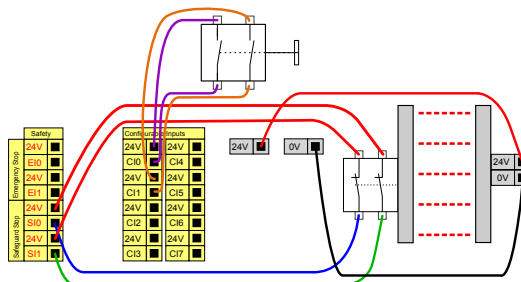 Safety
Emergency Stop
24V
EI0
24V
EI1
Safeguard Stop
24V
SI0
24V
SI1
Configurable Inputs
24V 24V
CI0 CI4
24V 24V
CI1 CI5
24V 24V
CI2 CI6
24V 24V
CI3 CI7
24V
0V
24V
0V